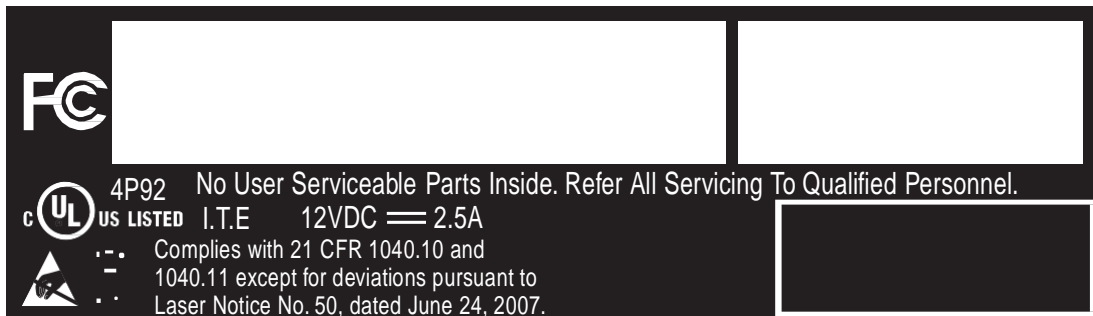 FC
4P92 No User Serviceable Parts Inside. Refer All Servicing To Qualified Personnel.
C UL US LISTED I.T.E 12VDC 2.5A
Complies with 21 CFR 1040.10 and
1040.11 except for deviations pursuant to
Laser Notice No. 50, dated June 24, 2007.